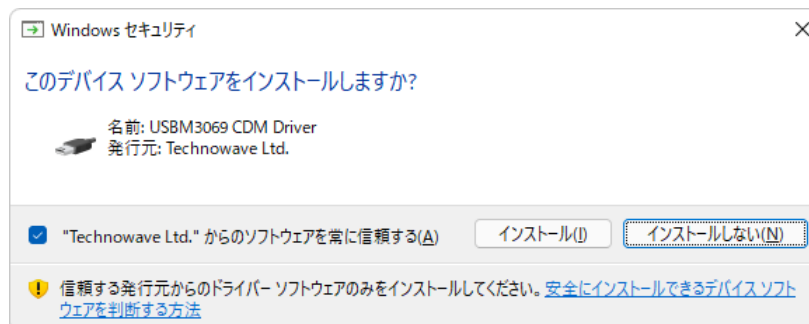 Windows セキュリティ
このデバイス ソフトウェアをインストールしますか?
名前: USBM3069 CDM Driver
発行元: Technowave Ltd.
"Technowave Ltd." からのソフトウェアを常に信頼する(A)
インストール(I)
インストールしない(N)
信頼する発行元からのドライバー ソフトウェアのみをインストールしてください。安全にインストールできるデバイス ソフト
ウェアを判断する方法